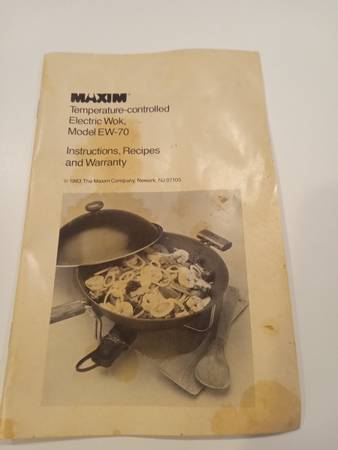 MAXIM
Temperature-controlled
Electric Wok,
Model EW-70
Instructions, Recipes
and Warranty
© 1983 The Maxim Company, Newark, NJ 07105